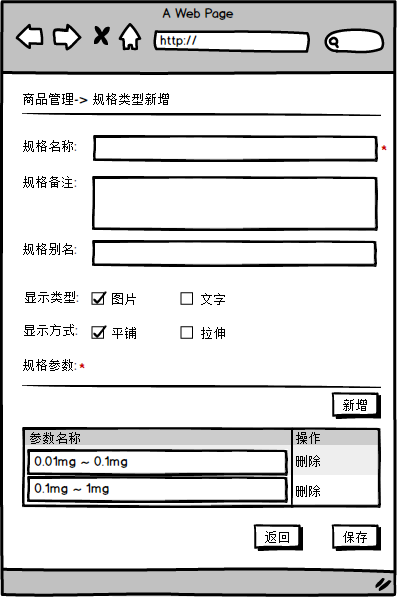 A Web Page
http://
商品管理-> 规格类型新增
规格名称: *
规格备注:
规格别名:
显示类型: 图片 文字
显示方式: 平铺 拉伸
规格参数: *
新增
参数名称 操作
0.01mg ~ 0.1mg 删除
0.1mg ~ 1mg 删除
返回 保存